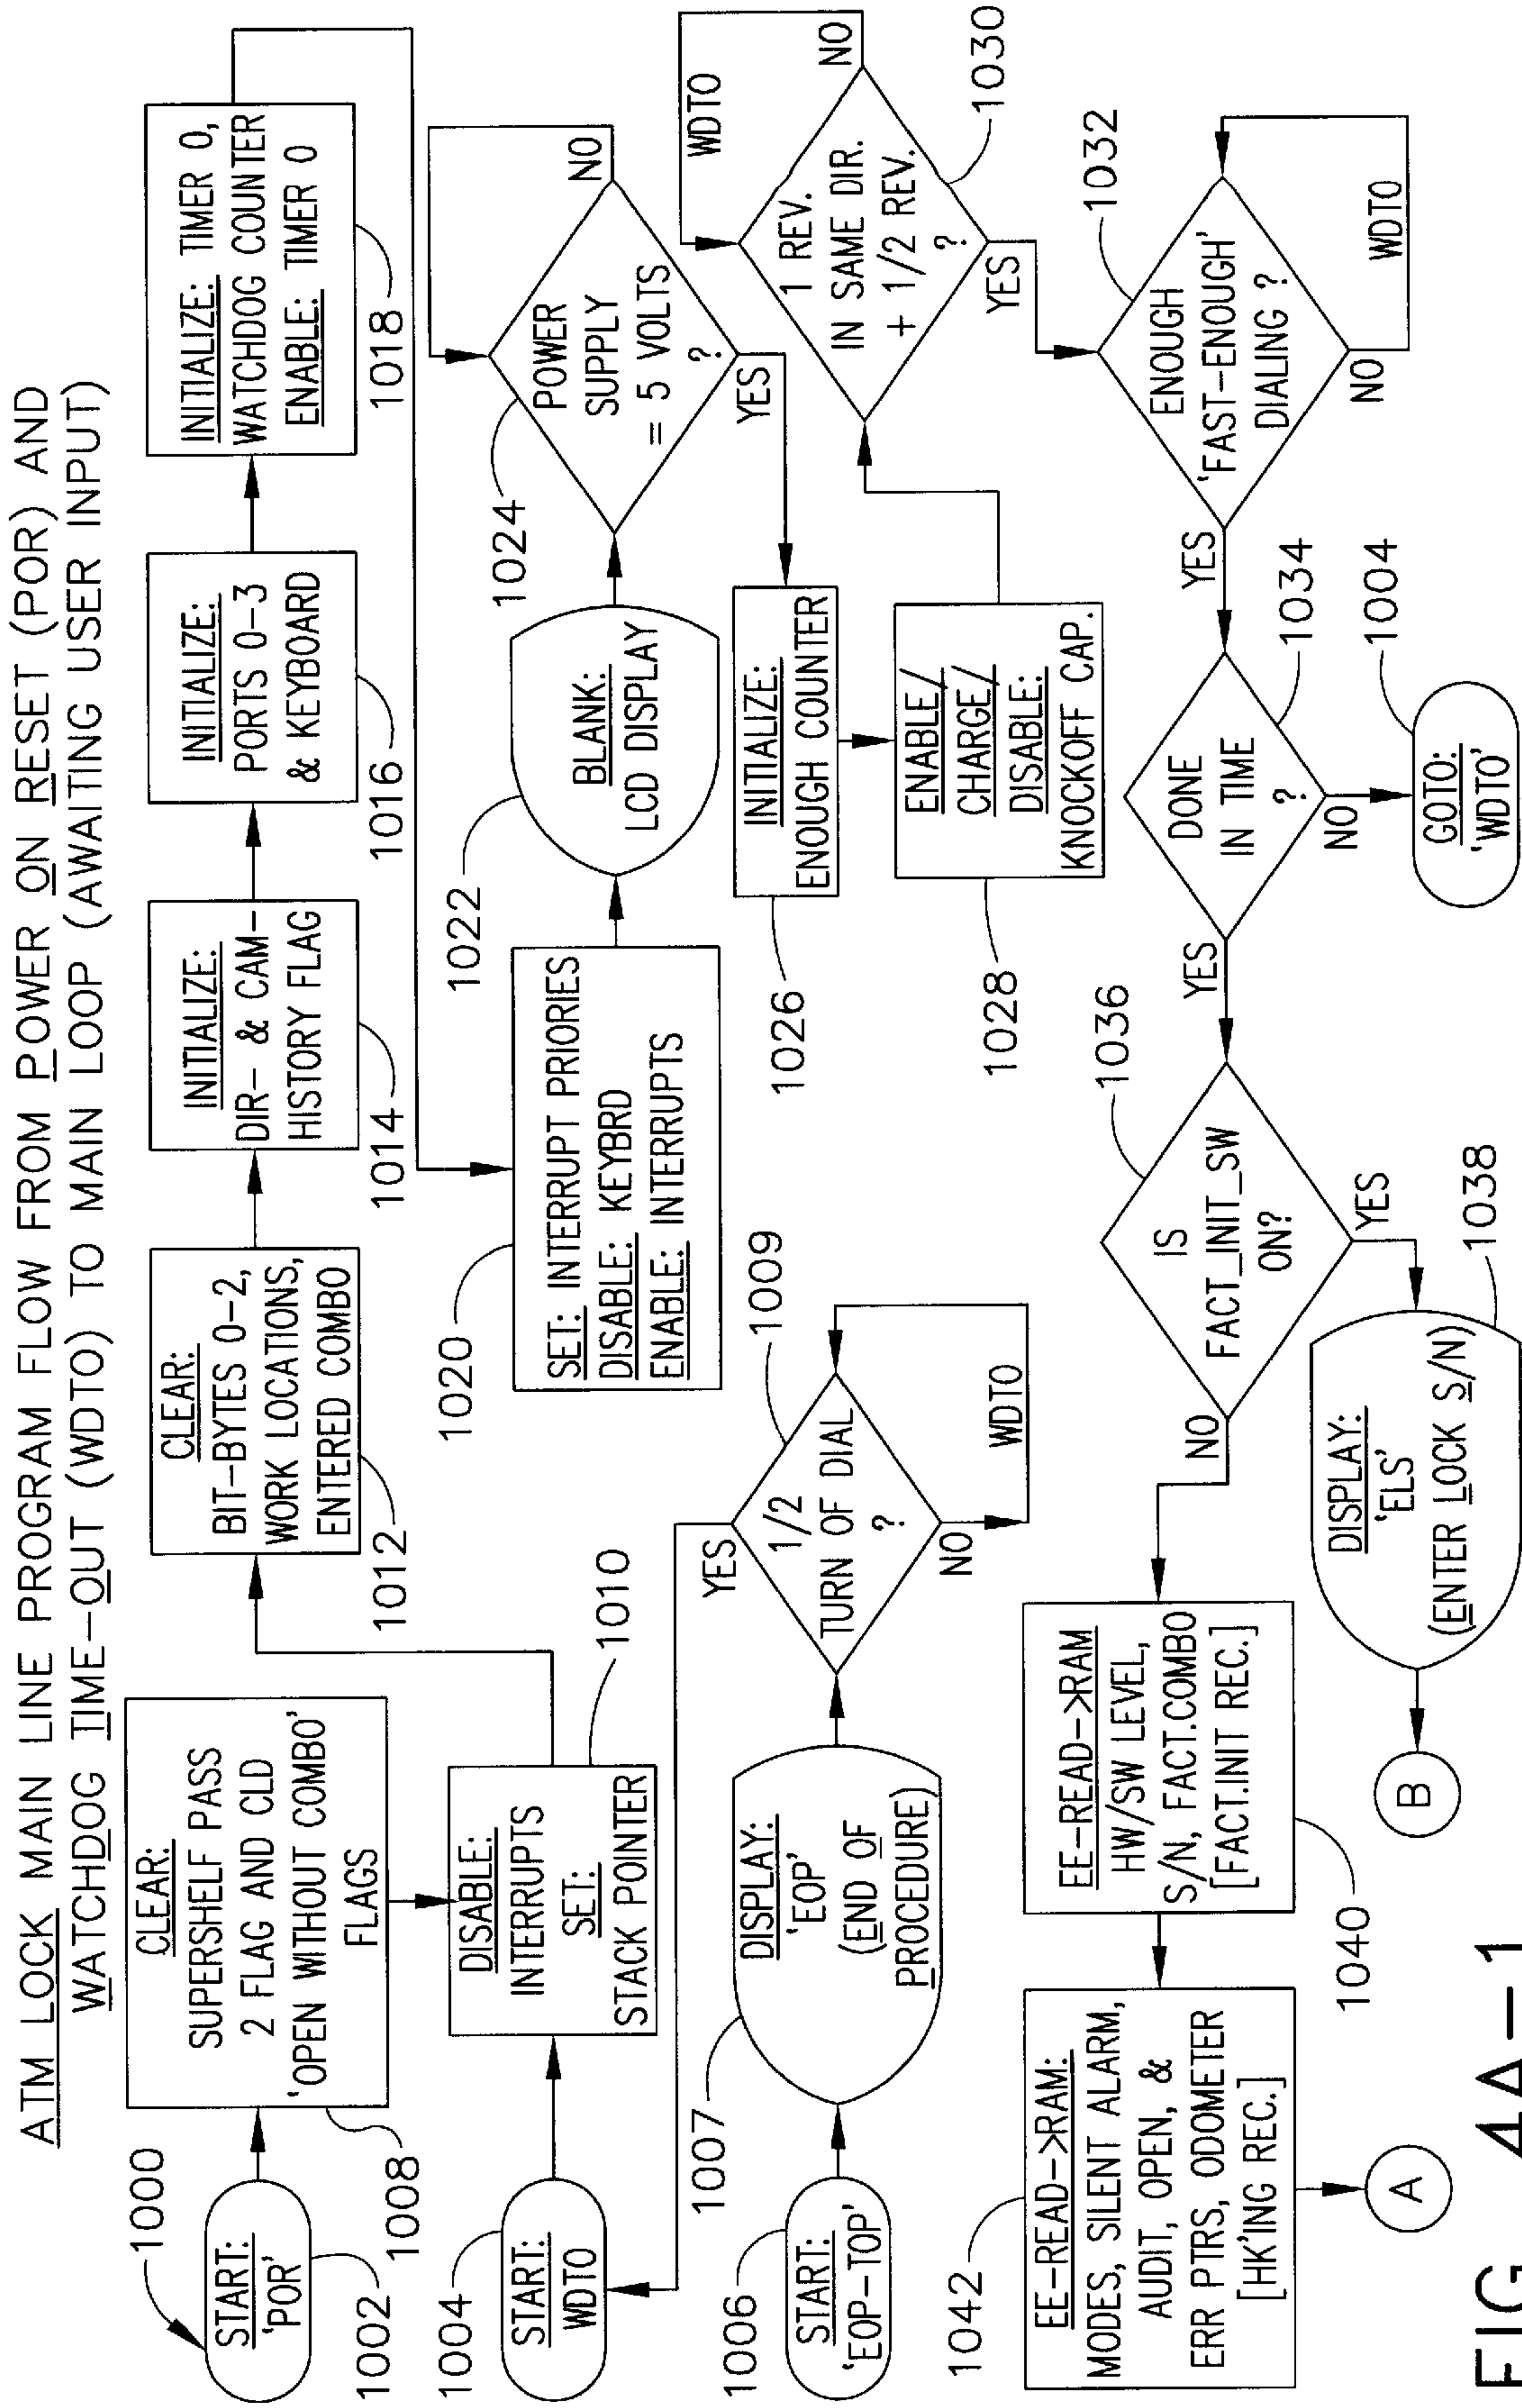 ATM LOCK MAIN LINE PROGRAM FLOW FROM POWER ON RESET (POR) AND
WATCHDOG TIME-OUT (WDTO) TO MAIN LOOP (AWAITING USER INPUT)
1000
START:
'POR'
1002
CLEAR:
SUPERSHELF PASS
2 FLAG AND CLD
'OPEN WITHOUT COMBO'
FLAGS
1008
CLEAR:
BIT-BYTES 0-2,
WORK LOCATIONS,
ENTERED COMBO
1012
INITIALIZE:
DIR- & CAM-
HISTORY FLAG
1014
INITIALIZE:
PORTS 0-3
& KEYBOARD
1016
INITIALIZE: TIMER 0,
WATCHDOG COUNTER
ENABLE: TIMER 0
1018
1004
START:
WDTO
DISABLE:
INTERRUPTS
SET:
STACK POINTER
1010
1020
SET: INTERRUPT PRIORIES
DISABLE: KEYBRD
ENABLE: INTERRUPTS
1022
BLANK:
LCD DISPLAY
1024
POWER
SUPPLY
= 5 VOLTS
?
NO
YES
1006
START:
'EOP-TOP'
1007
DISPLAY:
'EOP'
(END OF
PROCEDURE)
YES
1/2
TURN OF DIAL
?
1009
NO
WDTO
INITIALIZE:
ENOUGH COUNTER
1026
ENABLE/
CHARGE/
DISABLE:
KNOCKOFF CAP.
1028
WDTO
1 REV.
IN SAME DIR.
+ 1/2 REV.
?
NO
YES
1030
1032
ENOUGH
'FAST-ENOUGH'
DIALING ?
NO
WDTO
YES
1034
DONE
IN TIME
?
NO
1004
GOTO:
'WDTO'
YES
1036
IS
FACT_INIT_SW
ON?
NO
YES
1038
DISPLAY:
'ELS'
(ENTER LOCK S/N)
B
EE-READ->RAM
HW/SW LEVEL,
S/N, FACT.COMBO
[FACT.INIT REC.]
1040
1042
EE-READ->RAM:
MODES, SILENT ALARM,
AUDIT, OPEN, &
ERR PTRS, ODOMETER
[HK'ING REC.]
A
FIG. 4A-1